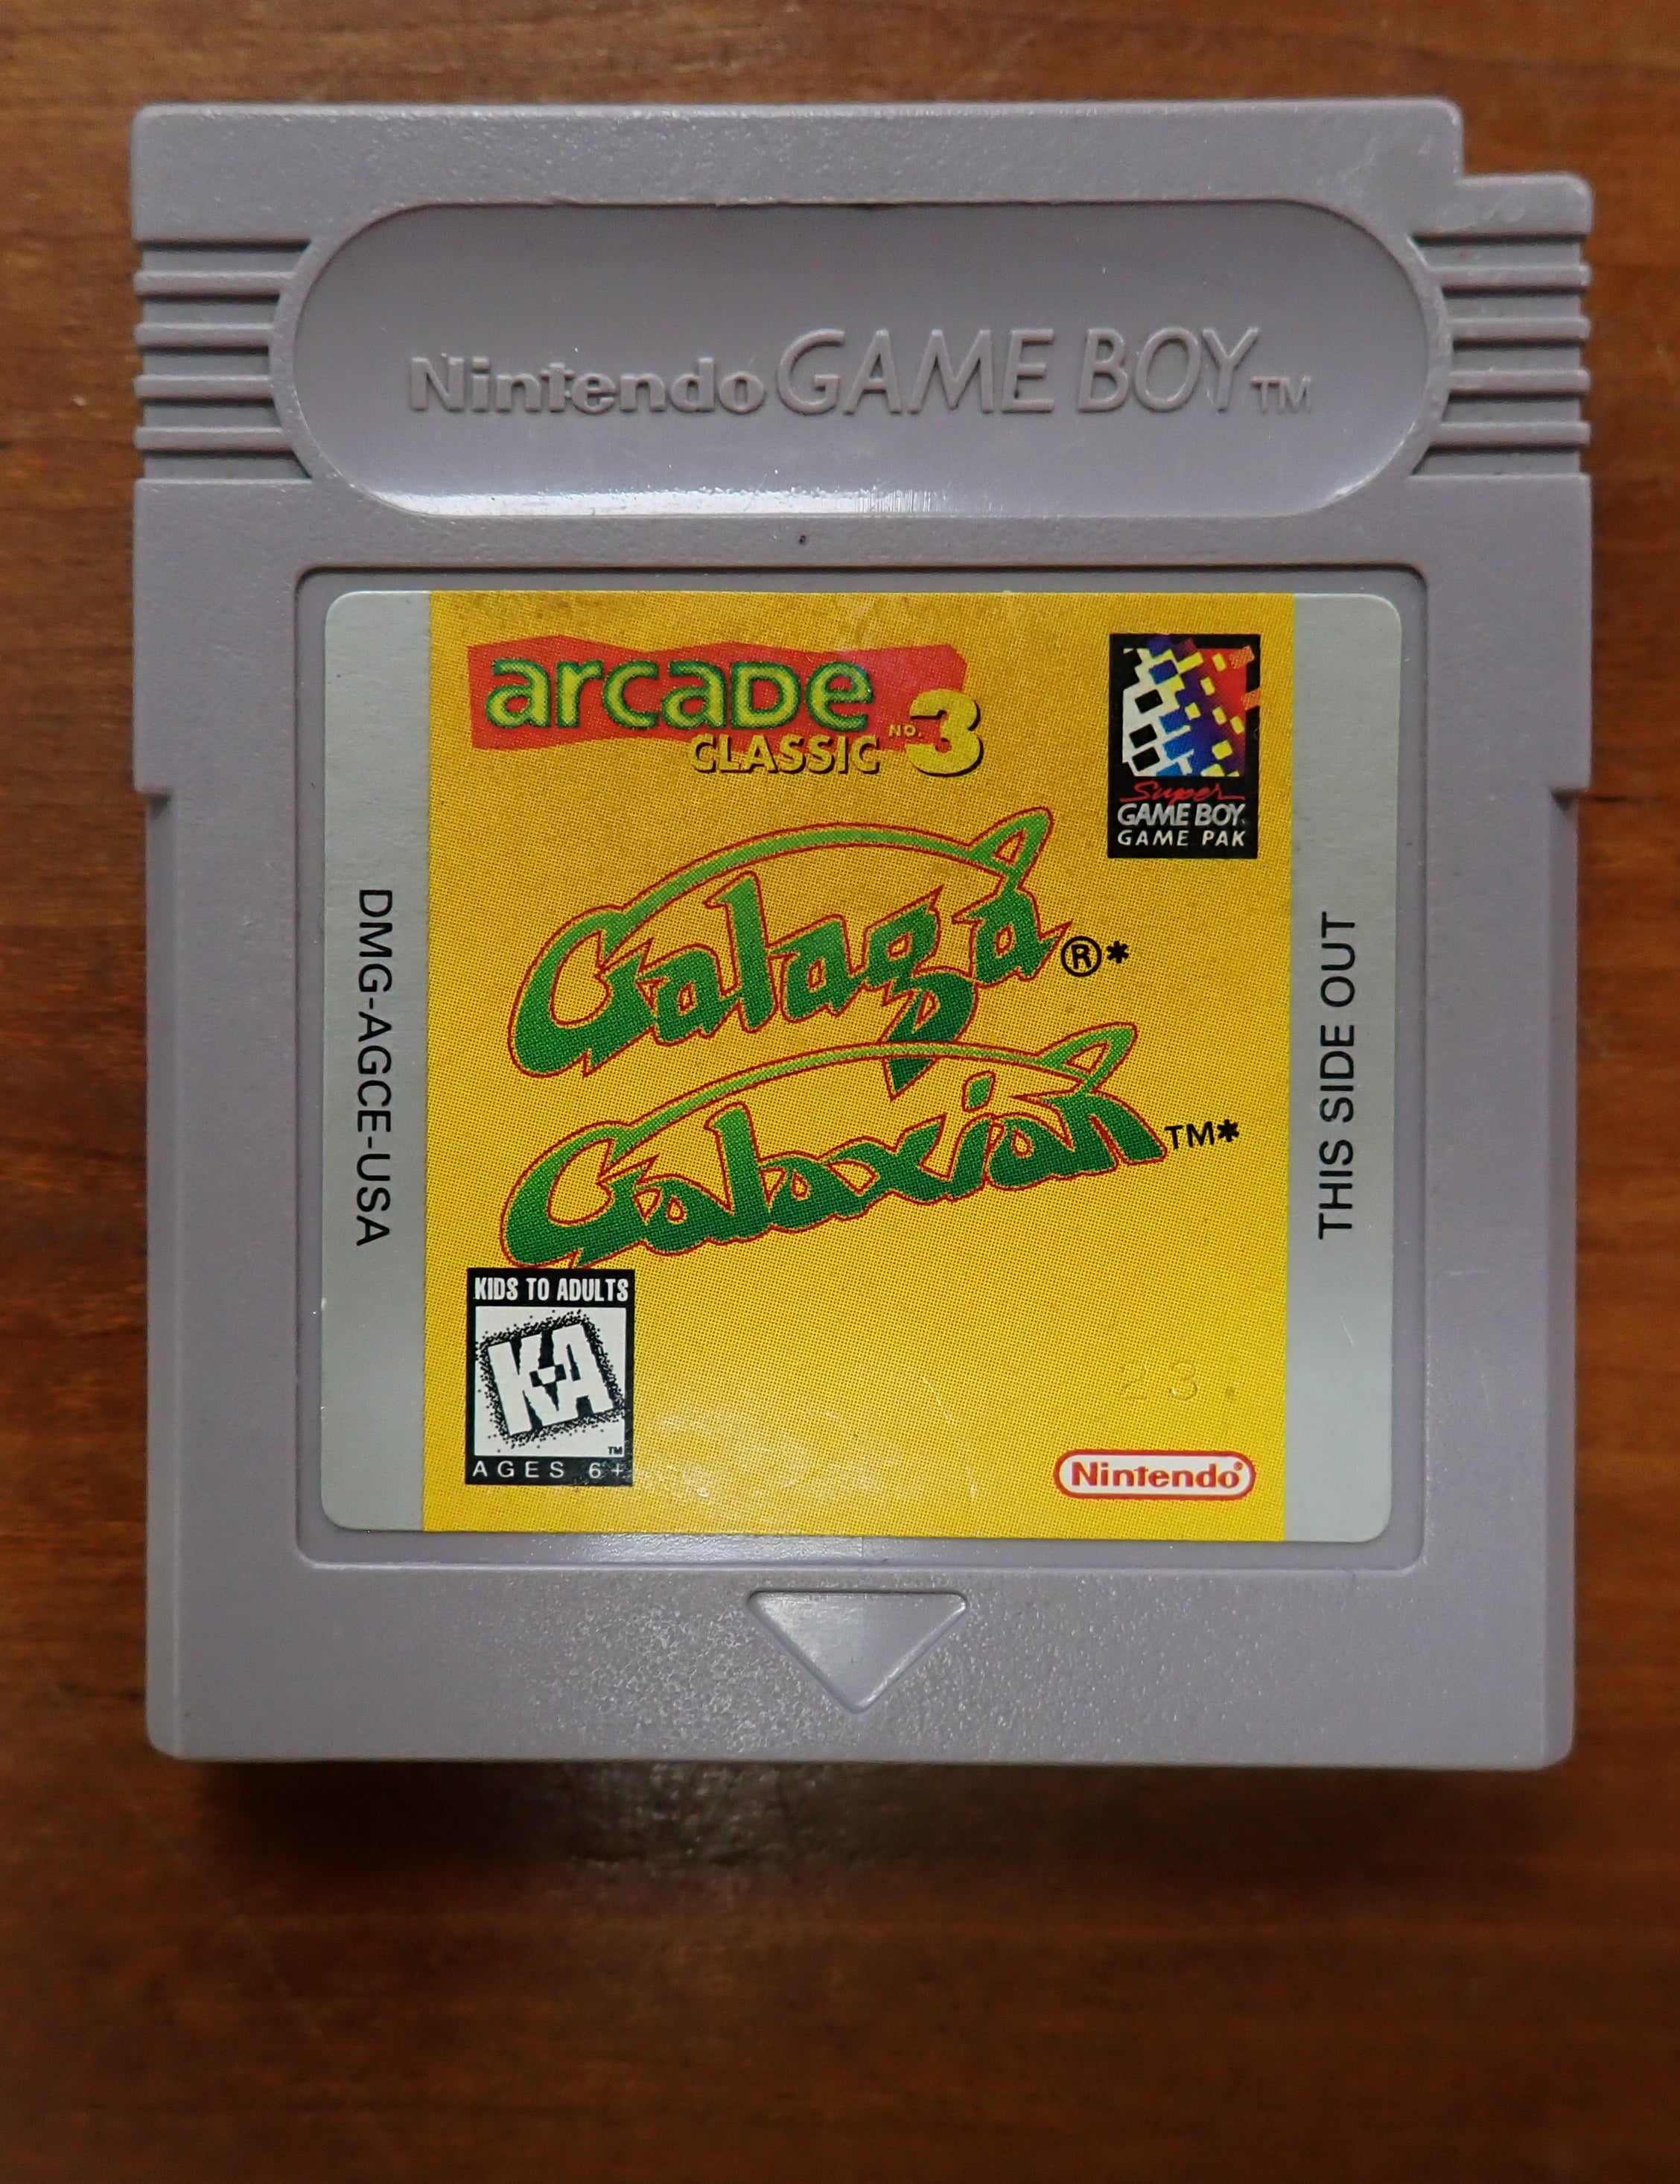 Nintendo GAME BOY TM
arcade
CLASSIC NO. 3
Super
GAME BOY
GAME PAK
Galaga®*
Galaxian TM*
DMG-AGCE-USA
THIS SIDE OUT
KIDS TO ADULTS
K-A
TM
AGES 6+
Nintendo®